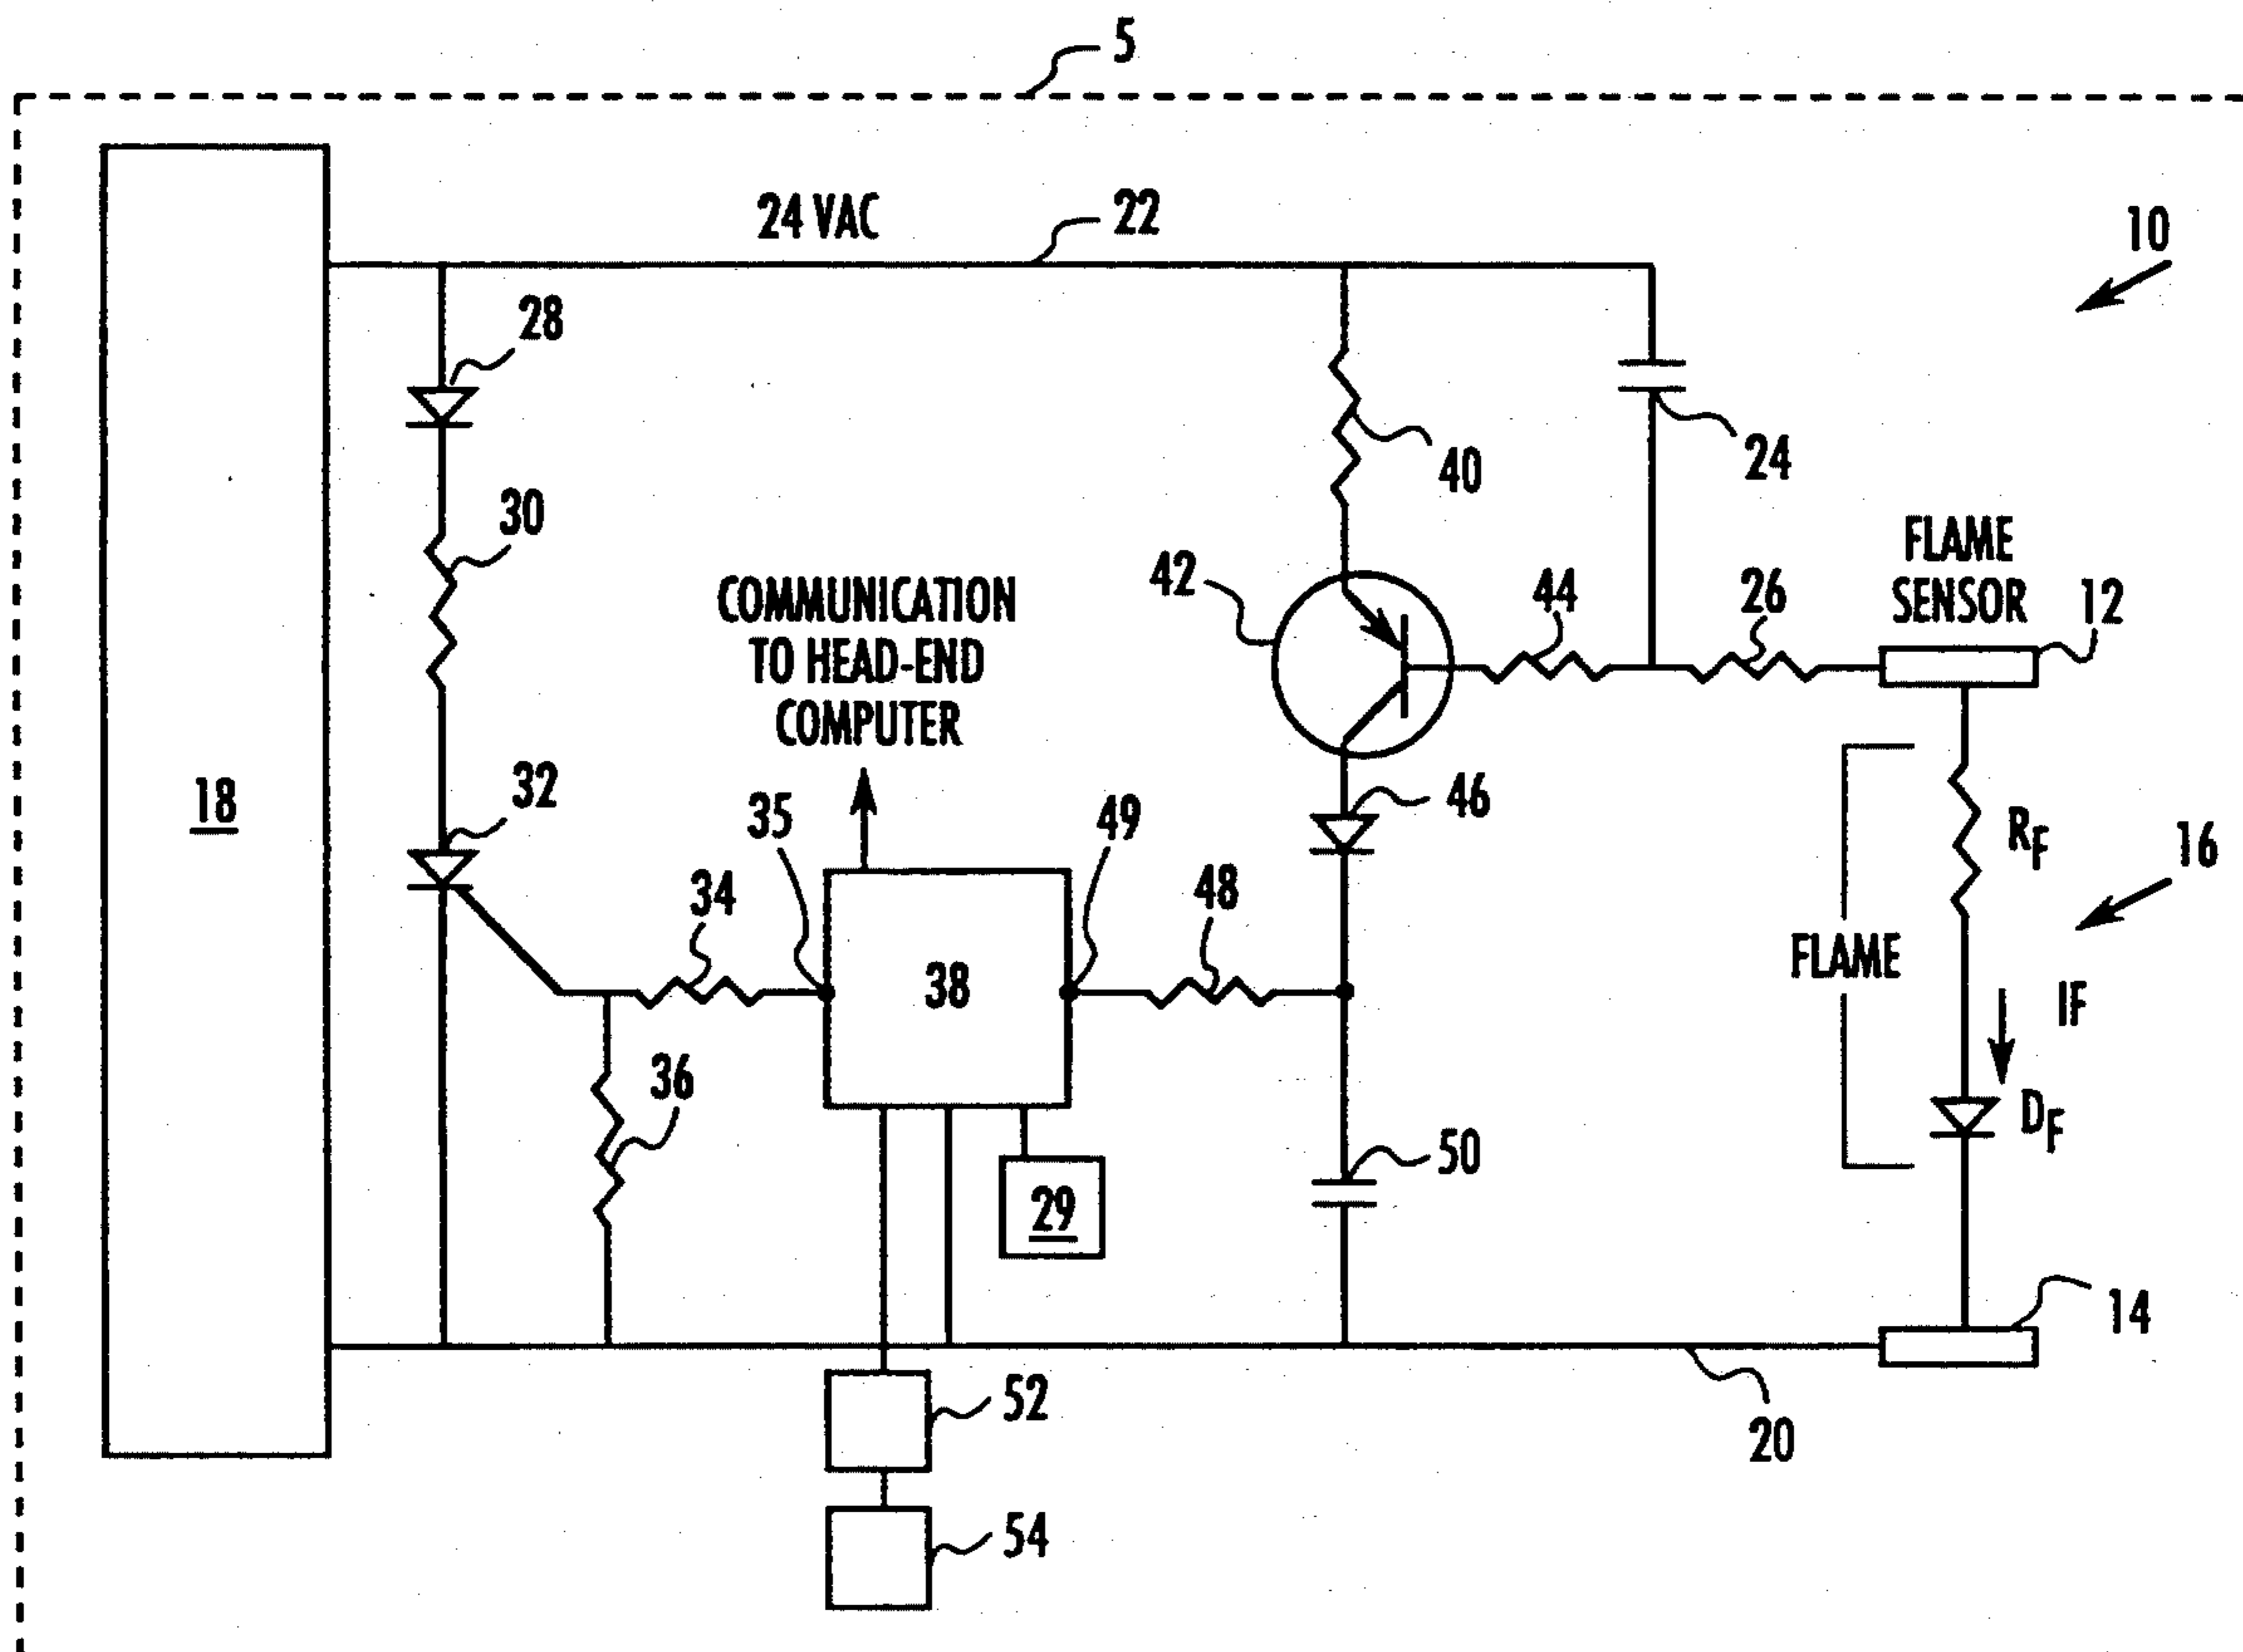 5
24 VAC
22
10
28
24
40
30
FLAME
SENSOR
12
42
44
26
COMMUNICATION
TO HEAD-END
COMPUTER
18
32
35
49
46
RF
16
34
48
38
FLAME
IF
36
DF
50
29
14
52
20
54